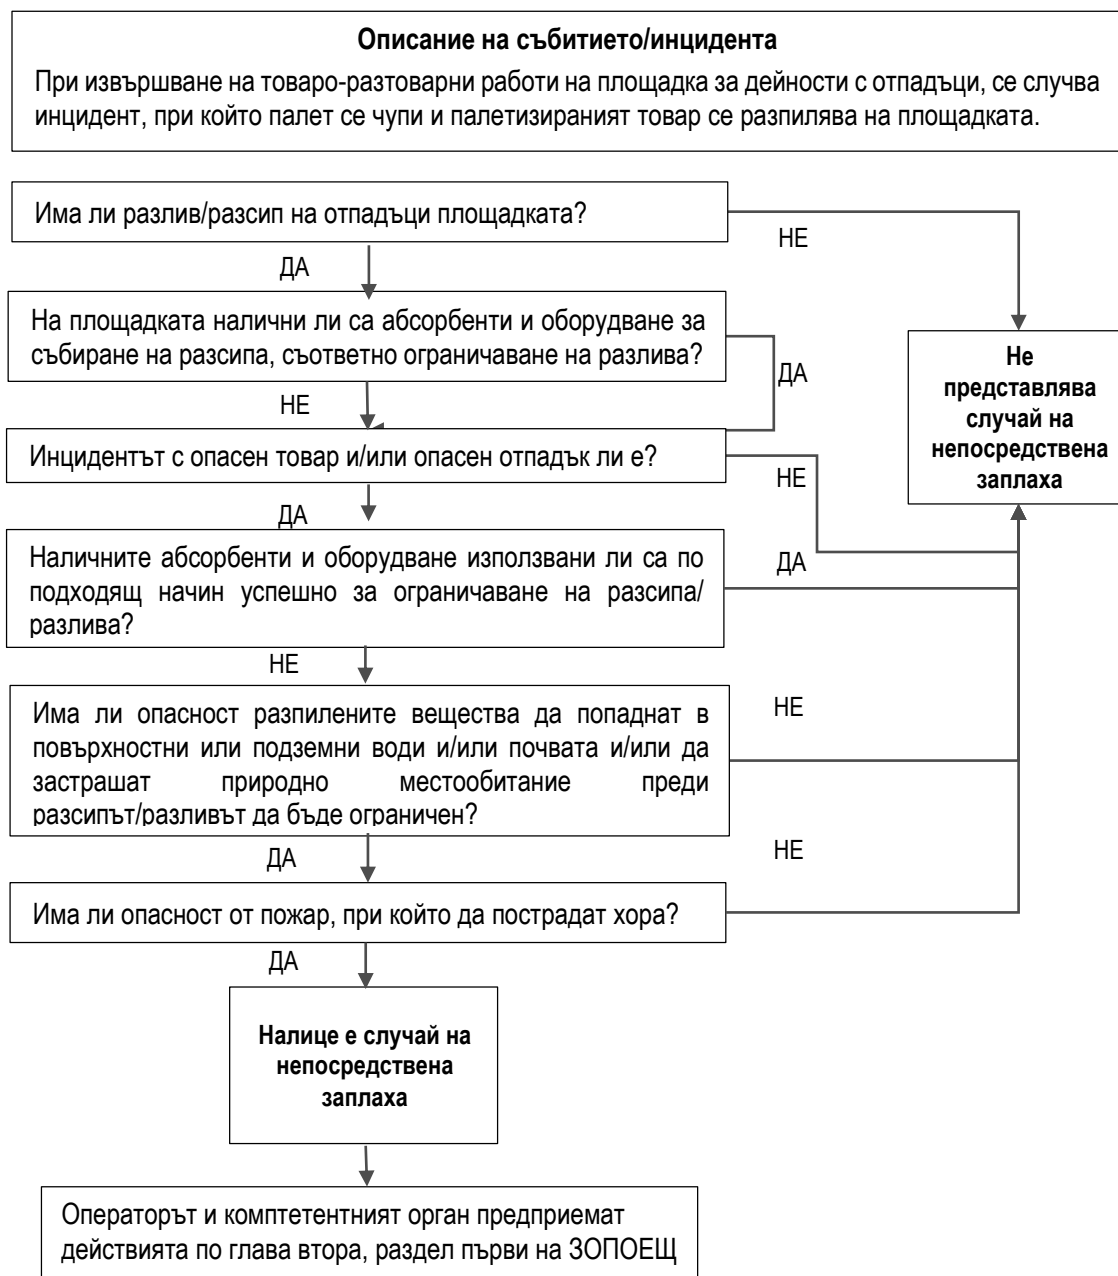 Описание на събитието/инцидента
При извършване на товаро-разтоварни работи на площадка за дейности с отпадъци, се случва
инцидент, при който палет се чупи и палетизираният товар се разпилява на площадката.
Има ли разлив/разсип на отпадъци площадката?
НЕ
ДА
На площадката налични ли са абсорбенти и оборудване за
събиране на разсипа, съответно ограничаване на разлива?
ДА
Не
представлява
случай на
непосредствена
заплаха
НЕ
Инцидентът с опасен товар и/или опасен отпадък ли е?
НЕ
ДА
Наличните абсорбенти и оборудване използвани ли са по
подходящ начин успешно за ограничаване на разсипа/
разлива?
ДА
НЕ
Има ли опасност разпилените вещества да попаднат в
повърхностни или подземни води и/или почвата и/или да
застрашат природно местообитание преди
разсипът/разливът да бъде ограничен?
НЕ
ДА
НЕ
Има ли опасност от пожар, при който да пострадат хора?
ДА
Налице е случай на
непосредствена
заплаха
Операторът и комптетентният орган предприемат
действията по глава втора, раздел първи на ЗОПОЕЩ